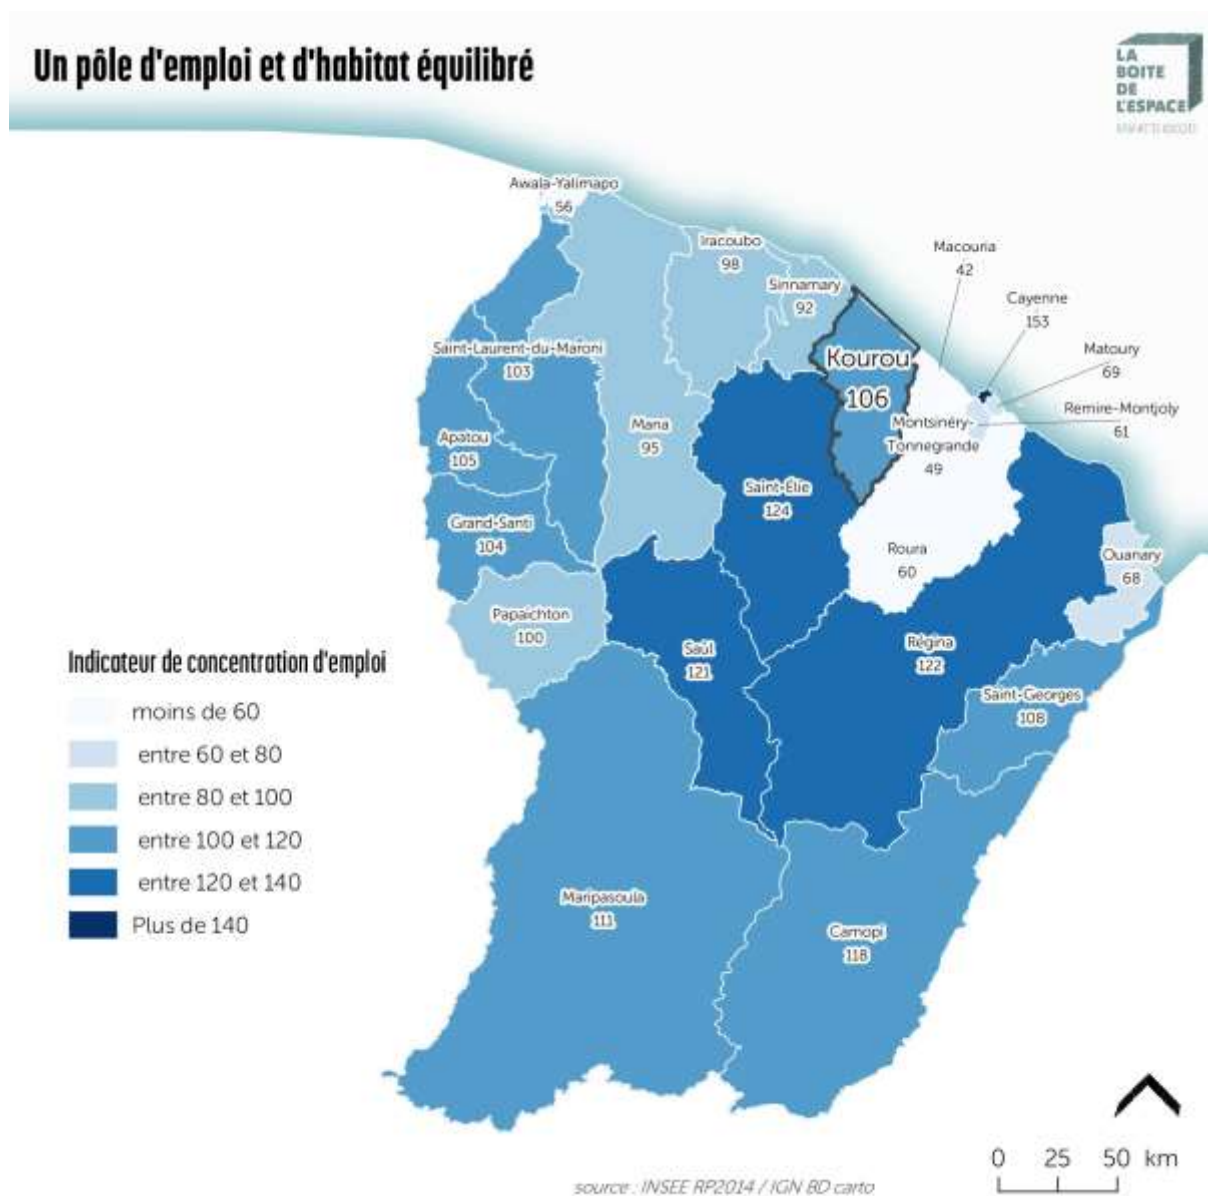 Un pôle d'emploi et d'habitat équilibré
LA
BOITE
DE
L'ESPACE
Awala-Yalimapo
56
Iracoubo
98
Sinnamary
92
Macouria
42
Cayenne
153
Matoury
69
Remire-Montjoly
61
Kourou
106
Montsinéry-
Tonnegrande
49
Saint-Laurent-du-Maroni
103
Mana
95
Apatou
105
Saint-Élie
124
Grand-Santi
104
Roura
60
Ouanary
68
Papaïchton
100
Saül
121
Régina
122
Saint-Georges
108
Maripasoula
111
Camopi
118
Indicateur de concentration d'emploi
moins de 60
entre 60 et 80
entre 80 et 100
entre 100 et 120
entre 120 et 140
Plus de 140
0 25 50 km
source : INSEE RP2014 / IGN BD carto